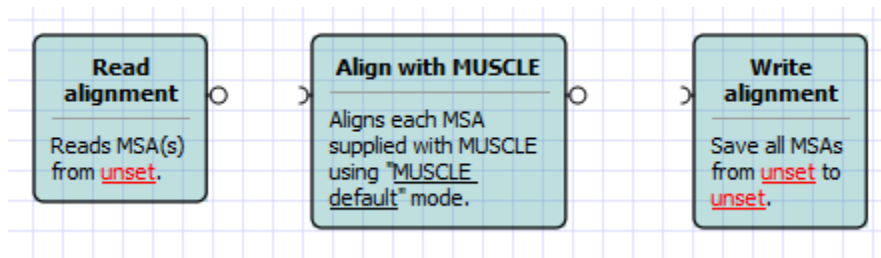 Read
alignment
Reads MSA(s)
from unset.
Align with MUSCLE
Aligns each MSA
supplied with MUSCLE
using "MUSCLE
default" mode.
Write
alignment
Save all MSAs
from unset to
unset.